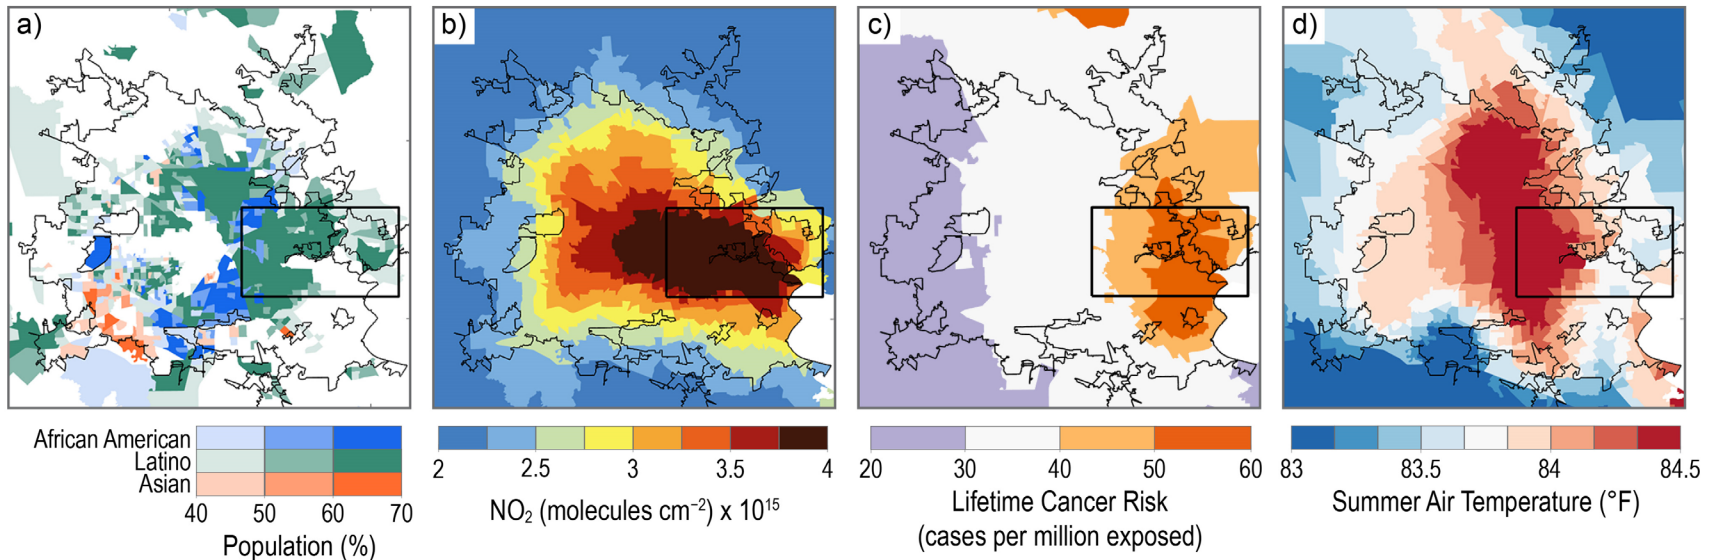 a)
b)
c)
d)
African American
Latino
Asian
40 50 60 70
Population (%)
2 2.5 3 3.5 4
NO₂ (molecules cm⁻²) x 10¹⁵
20 30 40 50 60
Lifetime Cancer Risk
(cases per million exposed)
83 83.5 84 84.5
Summer Air Temperature (°F)